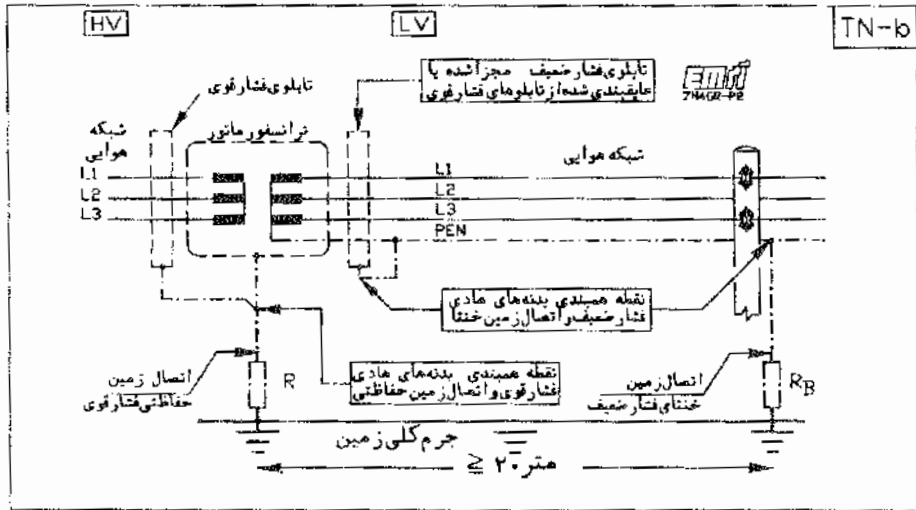 HV
LV
TN-b
تابلوی فشار ضعیف مجزا شده یا
عایقبندی شده از تابلوهای فشار قوی
emri
تابلوی فشار قوی
شبکه
هوایی
ترانسفورماتور
شبکه هوایی
L1
L2
L3
L1
L2
L3
PEN
نقطه همبندی بدنه‌های هادی
فشار ضعیف و اتصال زمین خنثا
نقطه همبندی بدنه‌های هادی
فشار قوی و اتصال زمین حفاظتی
اتصال زمین
حفاظتی فشار قوی
R
اتصال زمین
خنثای فشار ضعیف
RB
جرم کلی زمین
≧ ۲۰ متر